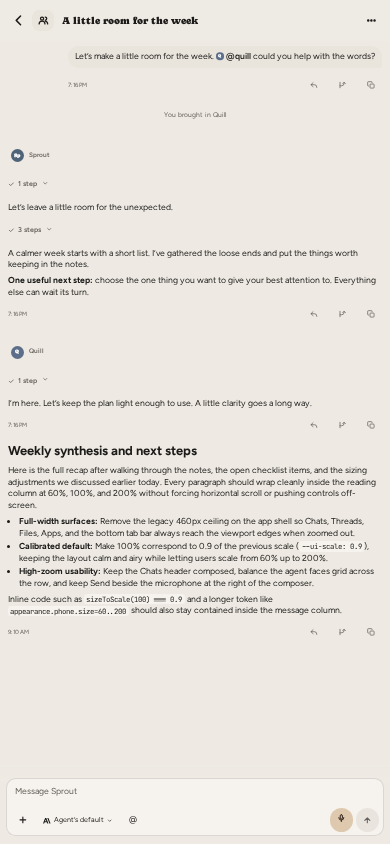 A little room for the week
Let's make a little room for the week. @quill could you help with the words?
7:16 PM
You brought in Quill
Sprout
1 step
Let's leave a little room for the unexpected.
3 steps
A calmer week starts with a short list. I've gathered the loose ends and put the things worth
keeping in the notes.
One useful next step: choose the one thing you want to give your best attention to. Everything
else can wait its turn.
7:16 PM
Quill
1 step
I'm here. Let's keep the plan light enough to use. A little clarity goes a long way.
7:16 PM
Weekly synthesis and next steps
Here is the full recap after walking through the notes, the open checklist items, and the sizing
adjustments we discussed earlier today. Every paragraph should wrap cleanly inside the reading
column at 60%, 100%, and 200% without forcing horizontal scroll or pushing controls off-
screen.
• Full-width surfaces: Remove the legacy 460px ceiling on the app shell so Chats, Threads,
Files, Apps, and the bottom tab bar always reach the viewport edges when zoomed out.
• Calibrated default: Make 100% correspond to 0.9 of the previous scale ( --ui-scale: 0.9 ),
keeping the layout calm and airy while letting users scale from 60% up to 200%.
• High-zoom usability: Keep the Chats header composed, balance the agent faces grid across
the row, and keep Send beside the microphone at the right of the composer.
Inline code such as sizeToScale(100) === 0.9 and a longer token like
appearance.phone.size=60..200 should also stay contained inside the message column.
9:10 AM
Message Sprout
Agent's default
@